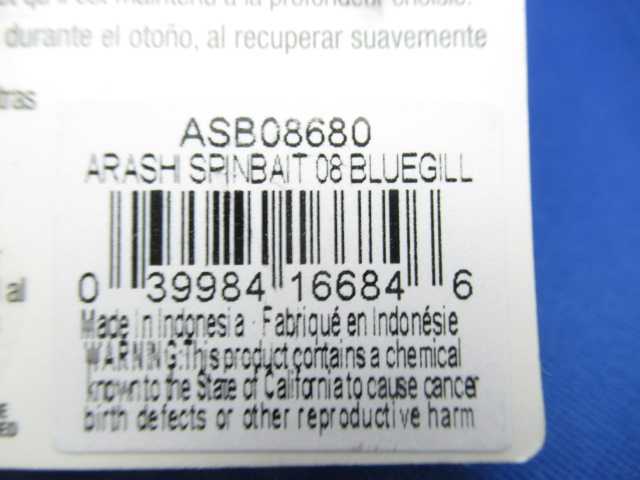 durante el otoño, al recuperar suavemente
ASB08680
ARASHI SPINBAIT 08 BLUEGILL
0 39984 16684 6
al
Made in Indonesia · Fabriqué en Indonésie
WARNING:This product contains a chemical
known to the State of California to cause cancer
birth defects or other reproductive harm